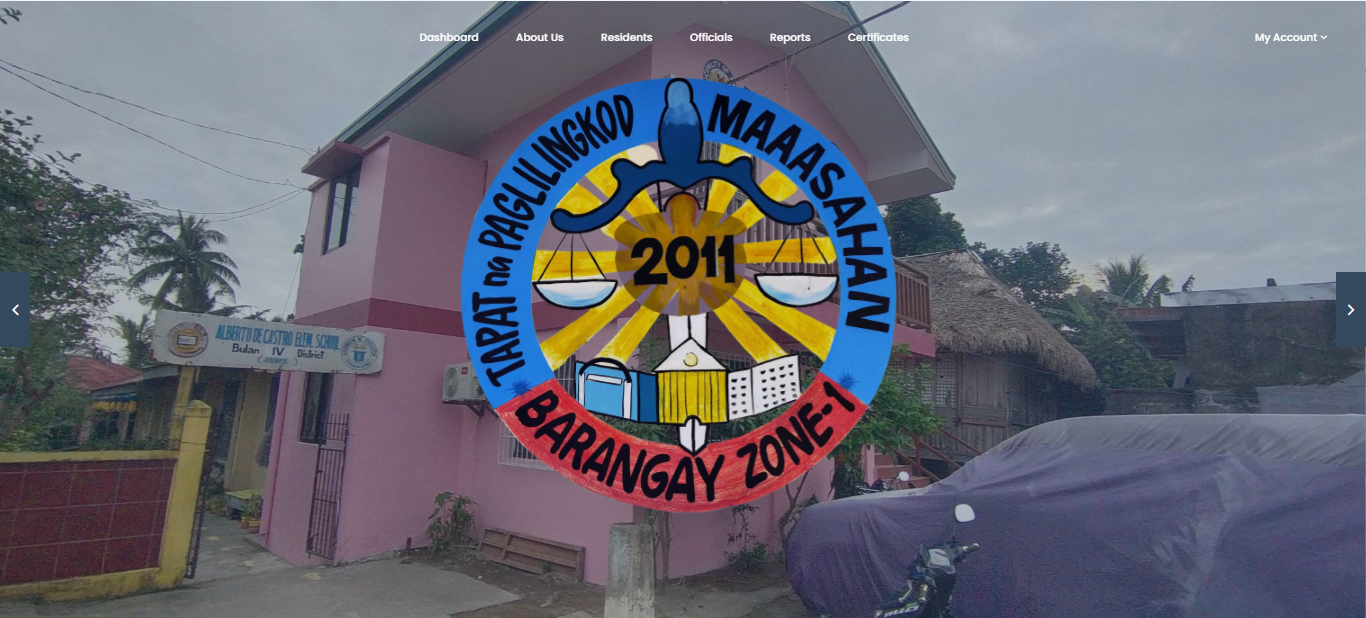 Dashboard About Us Residents Officials Reports Certificates My Account
TAPAT na PAGLILINGKOD MAAASAHAN
2011
BARANGAY ZONE-1
ALBERTO DE CASTRO ELEM. SCHOOL
Bulan IV District